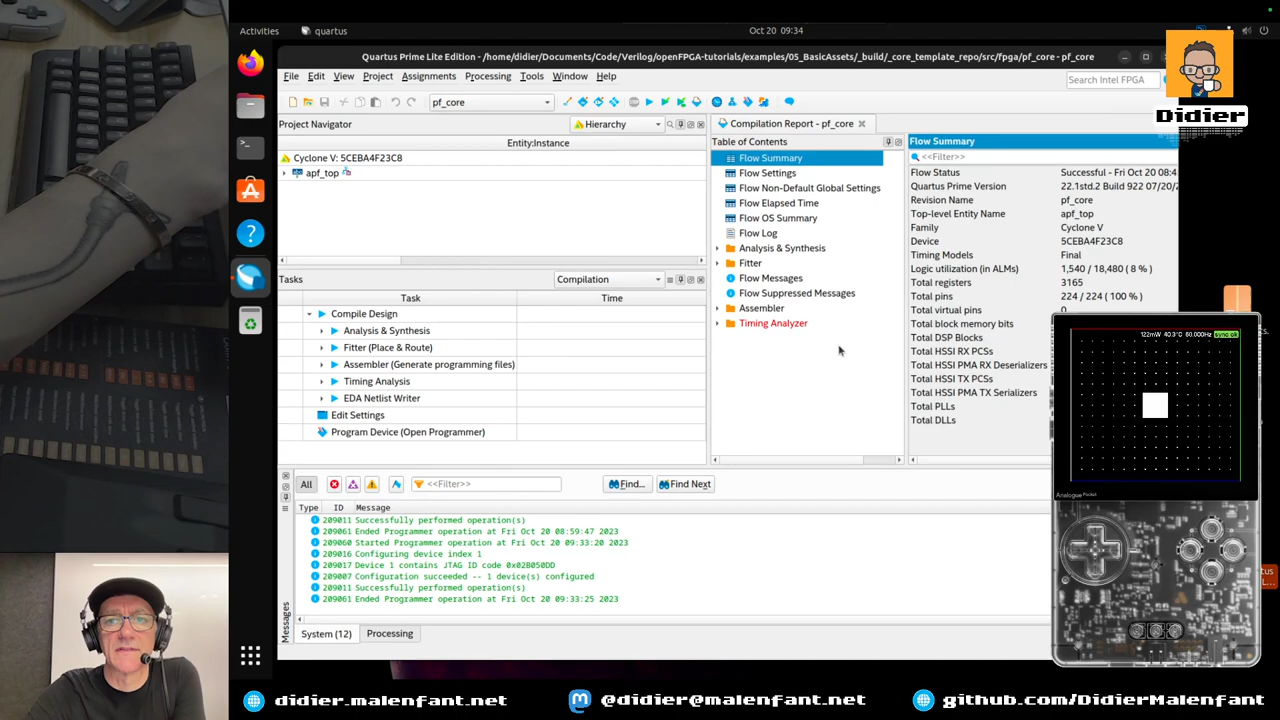 Activities
quartus
Oct 20 09:34
Quartus Prime Lite Edition - /home/didier/Documents/Code/Verilog/openFPGA-tutorials/examples/05_BasicAssets/_build/_core_template_repo/src/fpga/pf_core - pf_core
File Edit View Project Assignments Processing Tools Window Help
Search Intel FPGA
Didier
pf_core
Project Navigator
Hierarchy
Compilation Report - pf_core
Entity:Instance
Table of Contents
Flow Summary
Cyclone V: 5CEBA4F23C8
apf_top
Flow Summary
Flow Settings
Flow Non-Default Global Settings
Flow Elapsed Time
Flow OS Summary
Flow Log
Analysis & Synthesis
Fitter
Flow Messages
Flow Suppressed Messages
Assembler
Timing Analyzer
<<Filter>>
Flow Status Successful - Fri Oct 20 08:4
Quartus Prime Version 22.1std.2 Build 922 07/20/2
Revision Name pf_core
Top-level Entity Name apf_top
Family Cyclone V
Device 5CEBA4F23C8
Timing Models Final
Logic utilization (in ALMs) 1,540 / 18,480 ( 8 % )
Total registers 3165
Total pins 224 / 224 ( 100 % )
Total virtual pins 0
Total block memory bits
Total DSP Blocks
Total HSSI RX PCSs
Total HSSI PMA RX Deserializers
Total HSSI TX PCSs
Total HSSI PMA TX Serializers
Total PLLs
Total DLLs
Tasks
Compilation
Task Time
Compile Design
Analysis & Synthesis
Fitter (Place & Route)
Assembler (Generate programming files)
Timing Analysis
EDA Netlist Writer
Edit Settings
Program Device (Open Programmer)
122mW 40.3°C 60.000Hz sync ok
Analogue Pocket
All
<<Filter>>
Find...
Find Next
Type ID Message
209011 Successfully performed operation(s)
209061 Ended Programmer operation at Fri Oct 20 08:59:47 2023
209060 Started Programmer operation at Fri Oct 20 09:33:20 2023
209016 Configuring device index 1
209017 Device 1 contains JTAG ID code 0x02B050DD
209007 Configuration succeeded -- 1 device(s) configured
209011 Successfully performed operation(s)
209061 Ended Programmer operation at Fri Oct 20 09:33:25 2023
Messages
System (12)
Processing
didier.malenfant.net
@didier@malenfant.net
github.com/DidierMalenfant